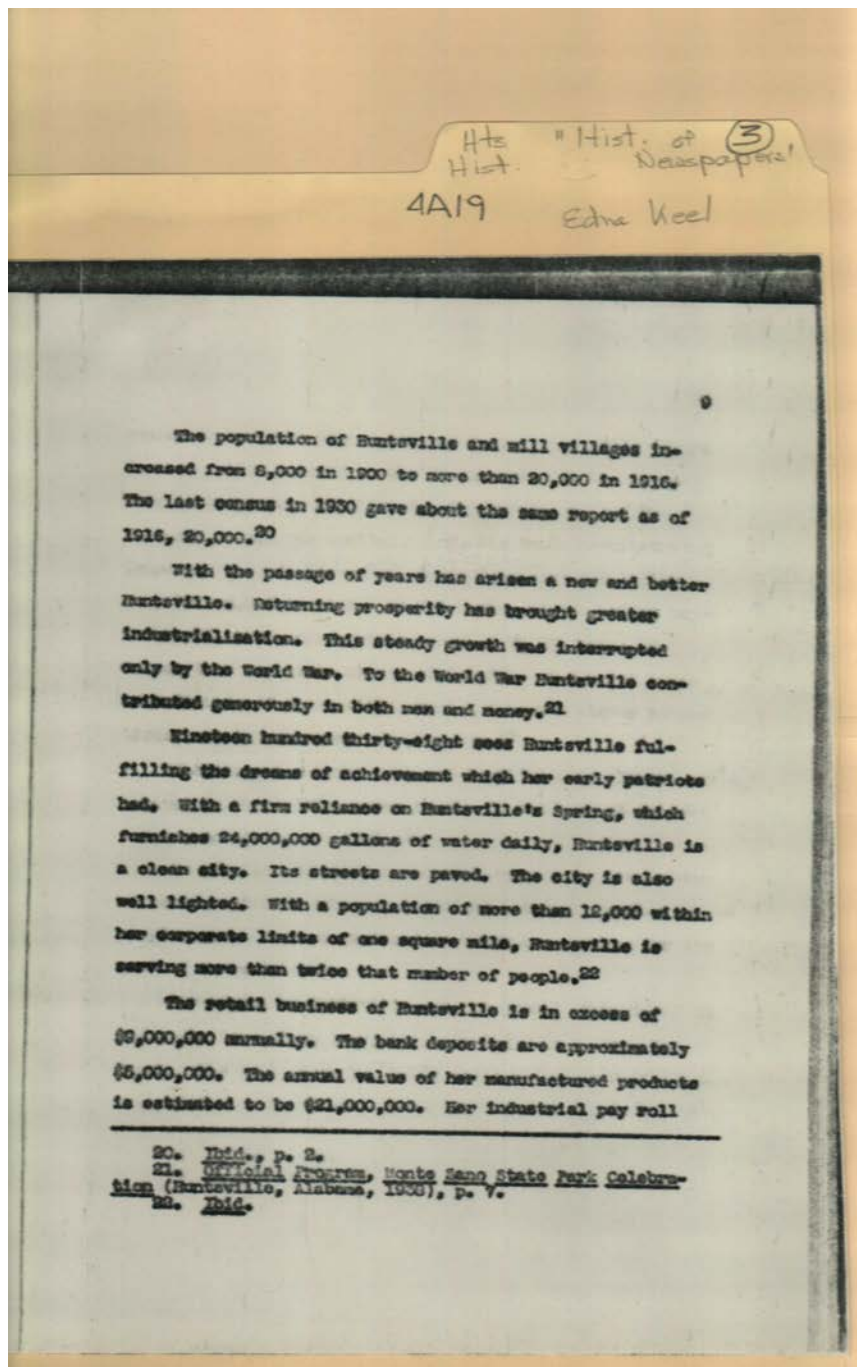 Hts "Hist. of 3
Hist. Newspapers"
4A19 Edna Keel
9
The population of Huntsville and mill villages in-
creased from 8,000 in 1900 to more than 20,000 in 1916.
The last census in 1930 gave about the same report as of
1916, 20,000.20
With the passage of years has arisen a new and better
Huntsville. Returning prosperity has brought greater
industrialization. This steady growth was interrupted
only by the World War. To the World War Huntsville con-
tributed generously in both men and money.21
Nineteen hundred thirty-eight sees Huntsville ful-
filling the dreams of achievement which her early patriots
had. With a firm reliance on Huntsville's Spring, which
furnishes 24,000,000 gallons of water daily, Huntsville is
a clean city. Its streets are paved. The city is also
well lighted. With a population of more than 12,000 within
her corporate limits of one square mile, Huntsville is
serving more than twice that number of people.22
The retail business of Huntsville is in excess of
$9,000,000 annually. The bank deposits are approximately
$5,000,000. The annual value of her manufactured products
is estimated to be $21,000,000. Her industrial pay roll
20. Ibid., p. 2.
21. Official Program, Monte Sano State Park Celebra-
tion (Huntsville, Alabama, 1938), p. 7.
22. Ibid.